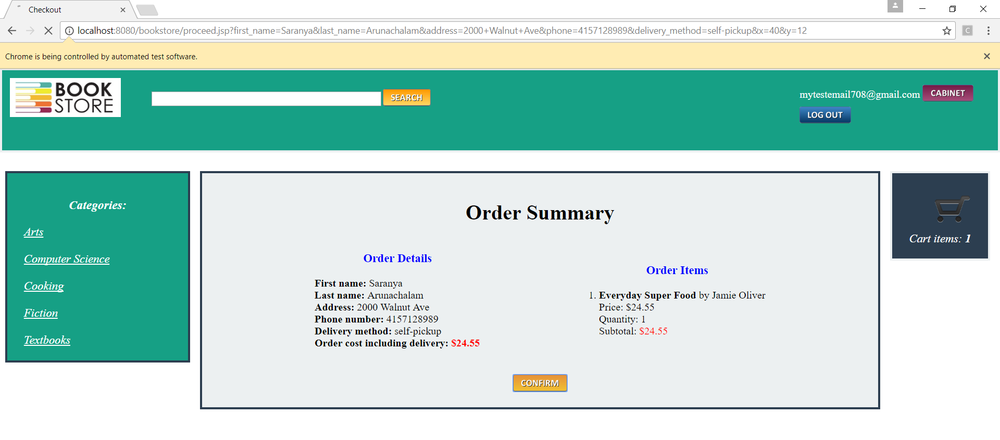 Checkout
localhost:8080/bookstore/proceed.jsp?first_name=Saranya&last_name=Arunachalam&address=2000+Walnut+Ave&phone=4157128989&delivery_method=self-pickup&x=40&y=12
C
Chrome is being controlled by automated test software.
BOOK
STORE
SEARCH
mytestemail708@gmail.com CABINET
LOG OUT
Categories:
Arts
Computer Science
Cooking
Fiction
Textbooks
Order Summary
Order Details
First name: Saranya
Last name: Arunachalam
Address: 2000 Walnut Ave
Phone number: 4157128989
Delivery method: self-pickup
Order cost including delivery: $24.55
Order Items
1. Everyday Super Food by Jamie Oliver
Price: $24.55
Quantity: 1
Subtotal: $24.55
CONFIRM
Cart items: 1